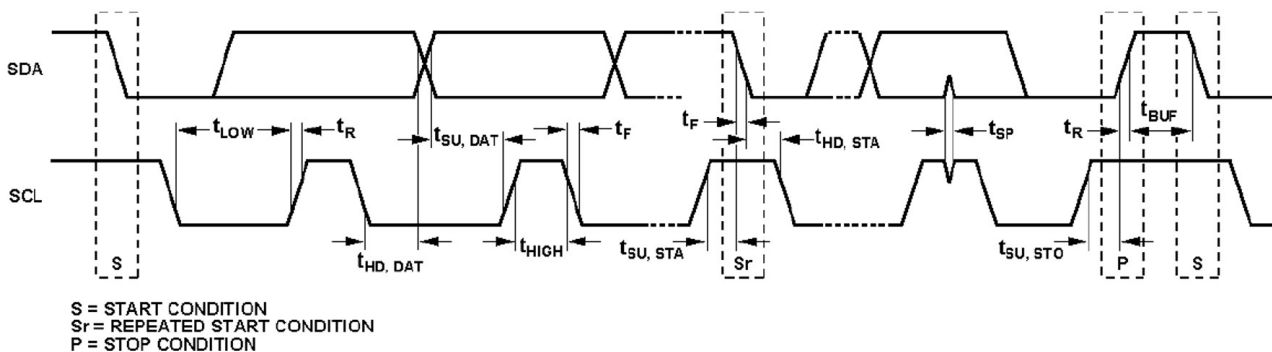 SDA
tLOW
tR
tSU, DAT
tF
tF
tHD, STA
tSP
tR
tBUF
SCL
tHD, DAT
tHIGH
tSU, STA
tSU, STO
S
Sr
P
S
S = START CONDITION
Sr = REPEATED START CONDITION
P = STOP CONDITION